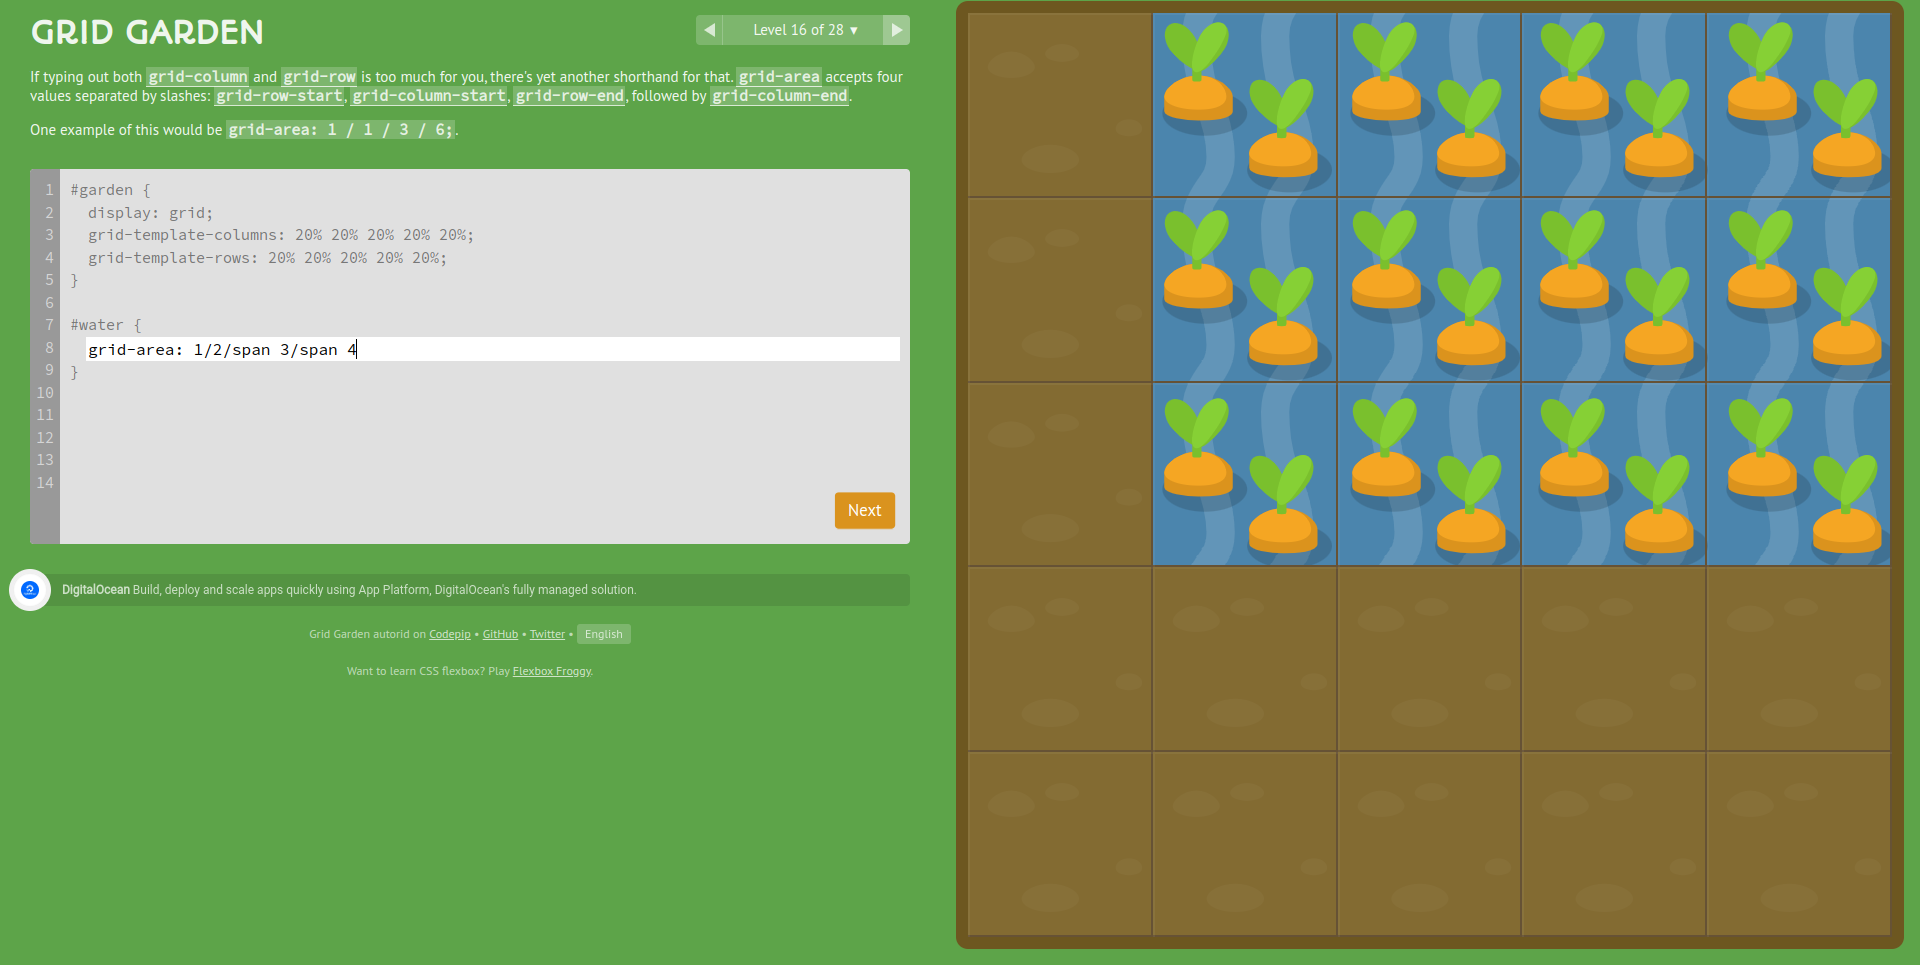 GRID GARDEN
◀ Level 16 of 28 ▾ ▶
If typing out both grid-column and grid-row is too much for you, there's yet another shorthand for that. grid-area accepts four
values separated by slashes: grid-row-start, grid-column-start, grid-row-end, followed by grid-column-end.
One example of this would be grid-area: 1 / 1 / 3 / 6;.
1 #garden {
2 display: grid;
3 grid-template-columns: 20% 20% 20% 20% 20%;
4 grid-template-rows: 20% 20% 20% 20% 20%;
5 }
6
7 #water {
8 grid-area: 1/2/span 3/span 4
9 }
10
11
12
13
14
Next
DigitalOcean Build, deploy and scale apps quickly using App Platform, DigitalOcean's fully managed solution.
Grid Garden autorid on Codepip • GitHub • Twitter • English
Want to learn CSS flexbox? Play Flexbox Froggy.